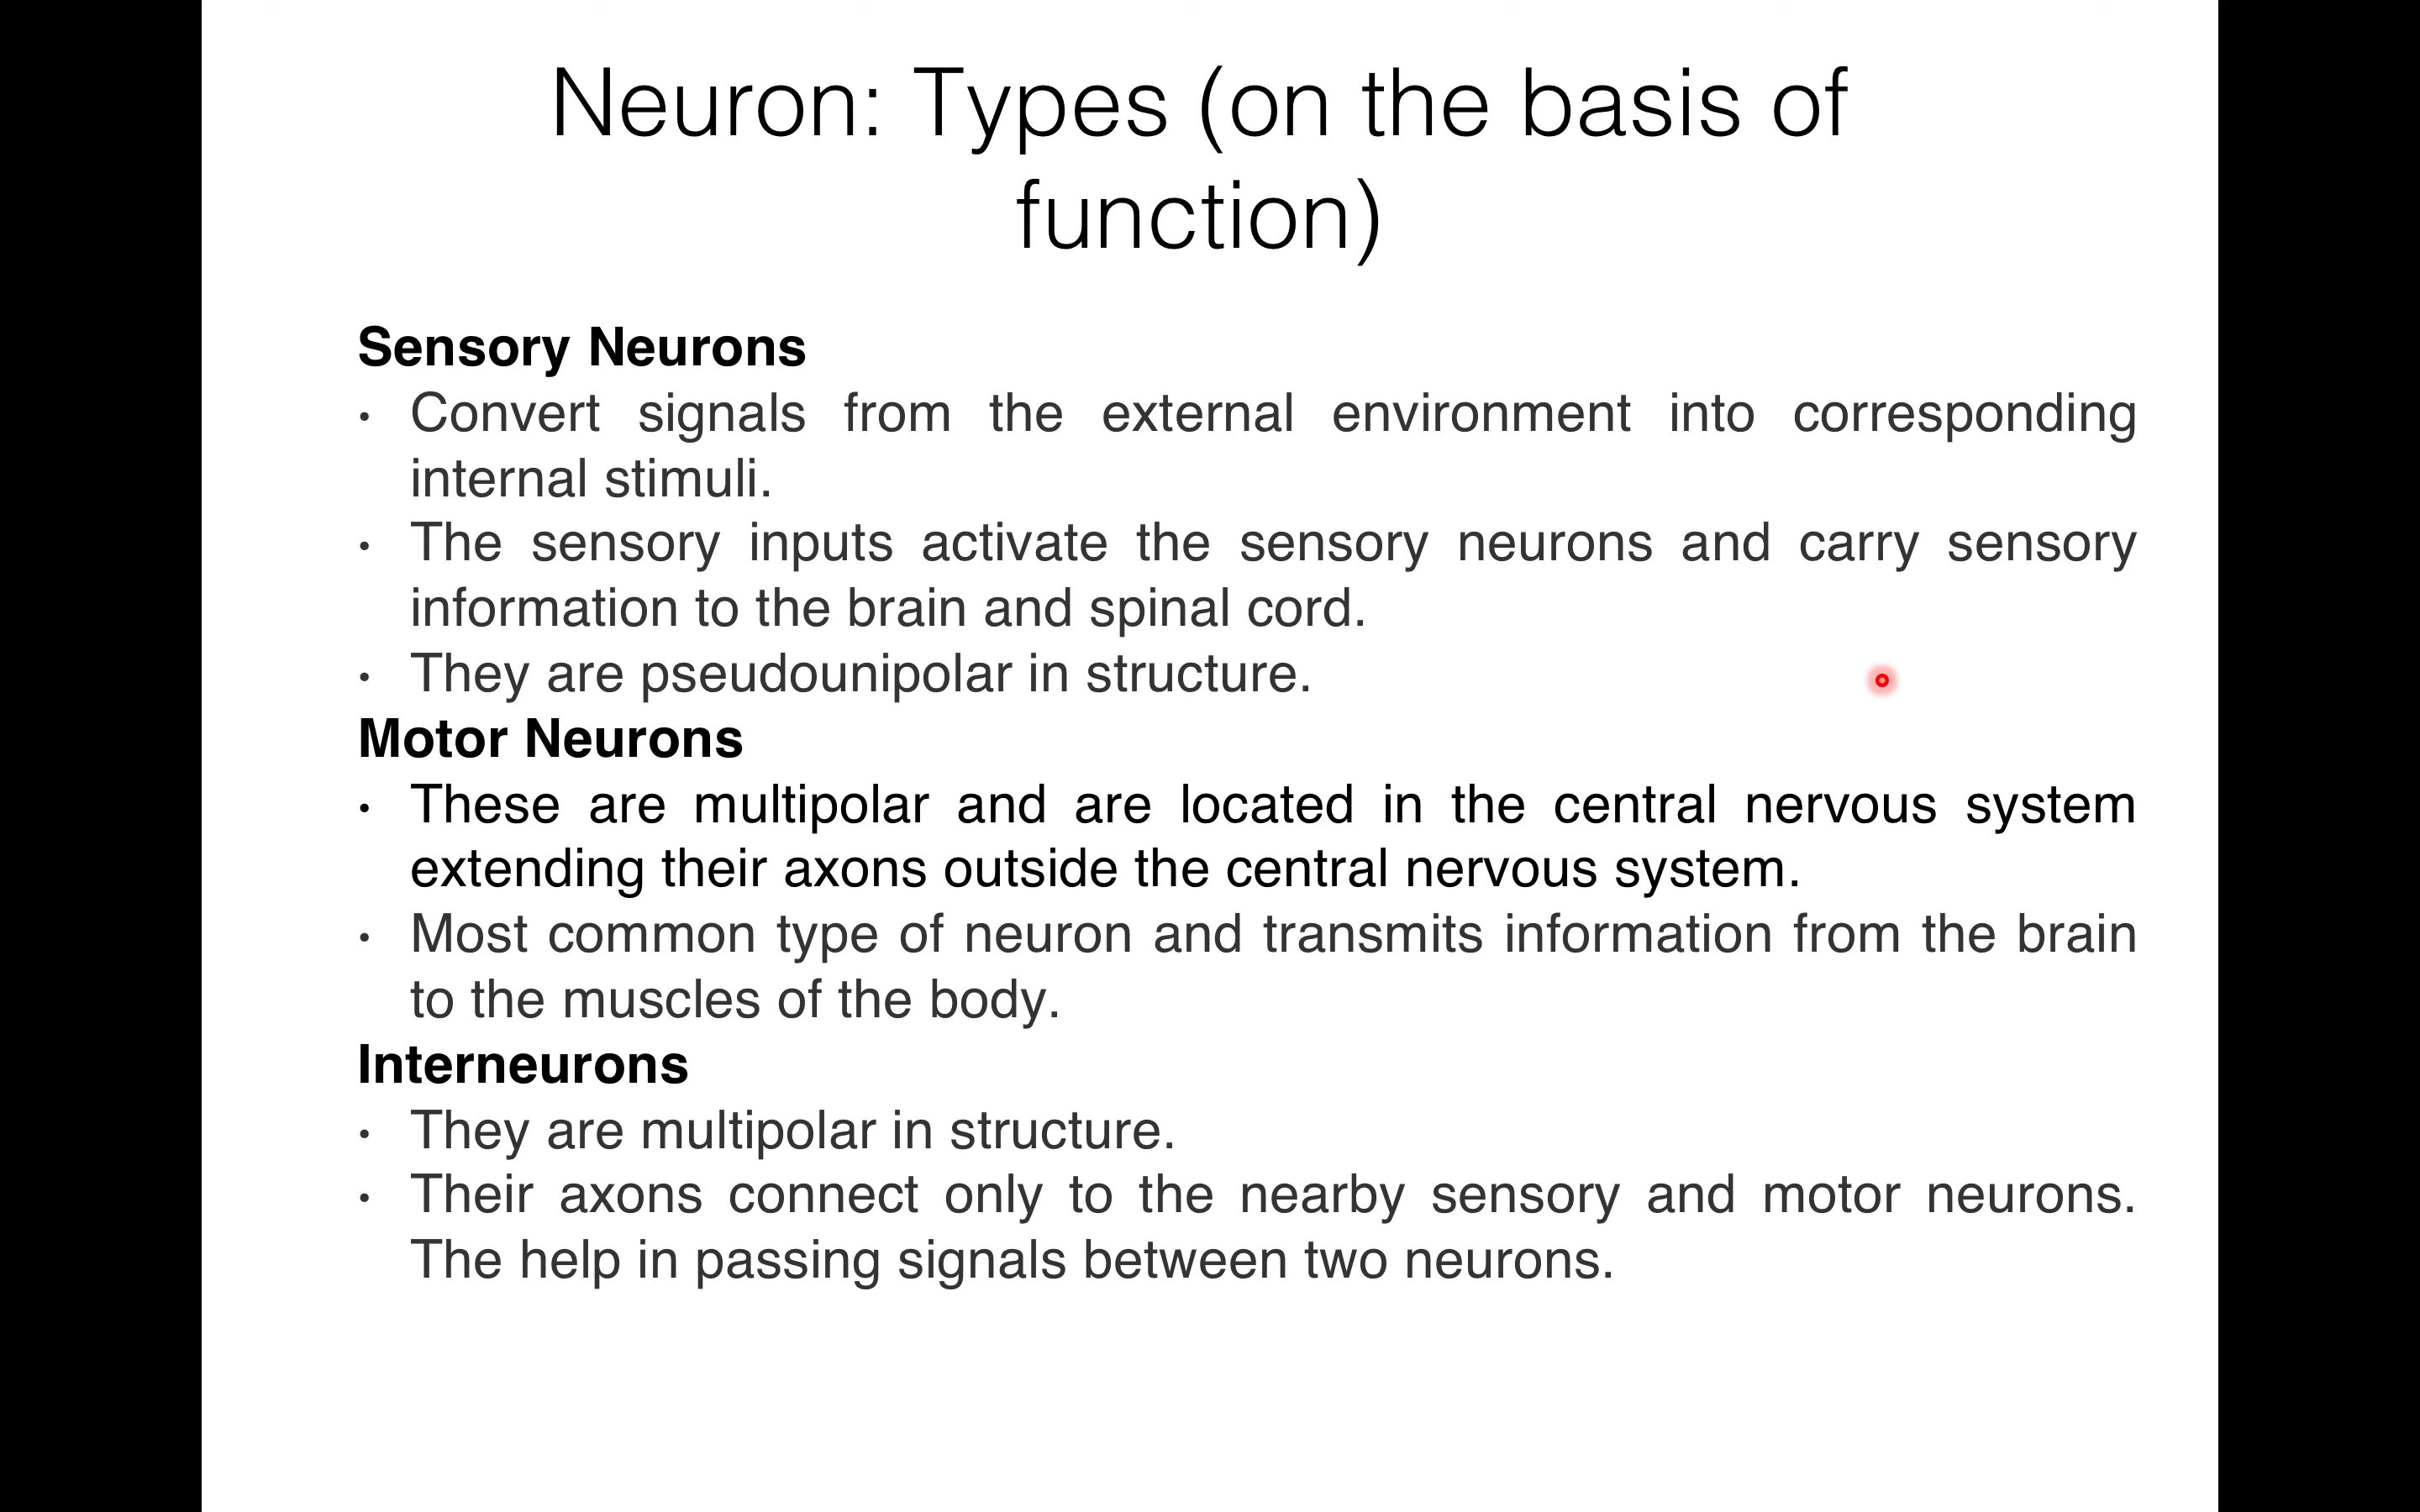 Neuron: Types (on the basis of
function)
Sensory Neurons
• Convert signals from the external environment into corresponding
internal stimuli.
• The sensory inputs activate the sensory neurons and carry sensory
information to the brain and spinal cord.
• They are pseudounipolar in structure.
Motor Neurons
• These are multipolar and are located in the central nervous system
extending their axons outside the central nervous system.
• Most common type of neuron and transmits information from the brain
to the muscles of the body.
Interneurons
• They are multipolar in structure.
• Their axons connect only to the nearby sensory and motor neurons.
The help in passing signals between two neurons.